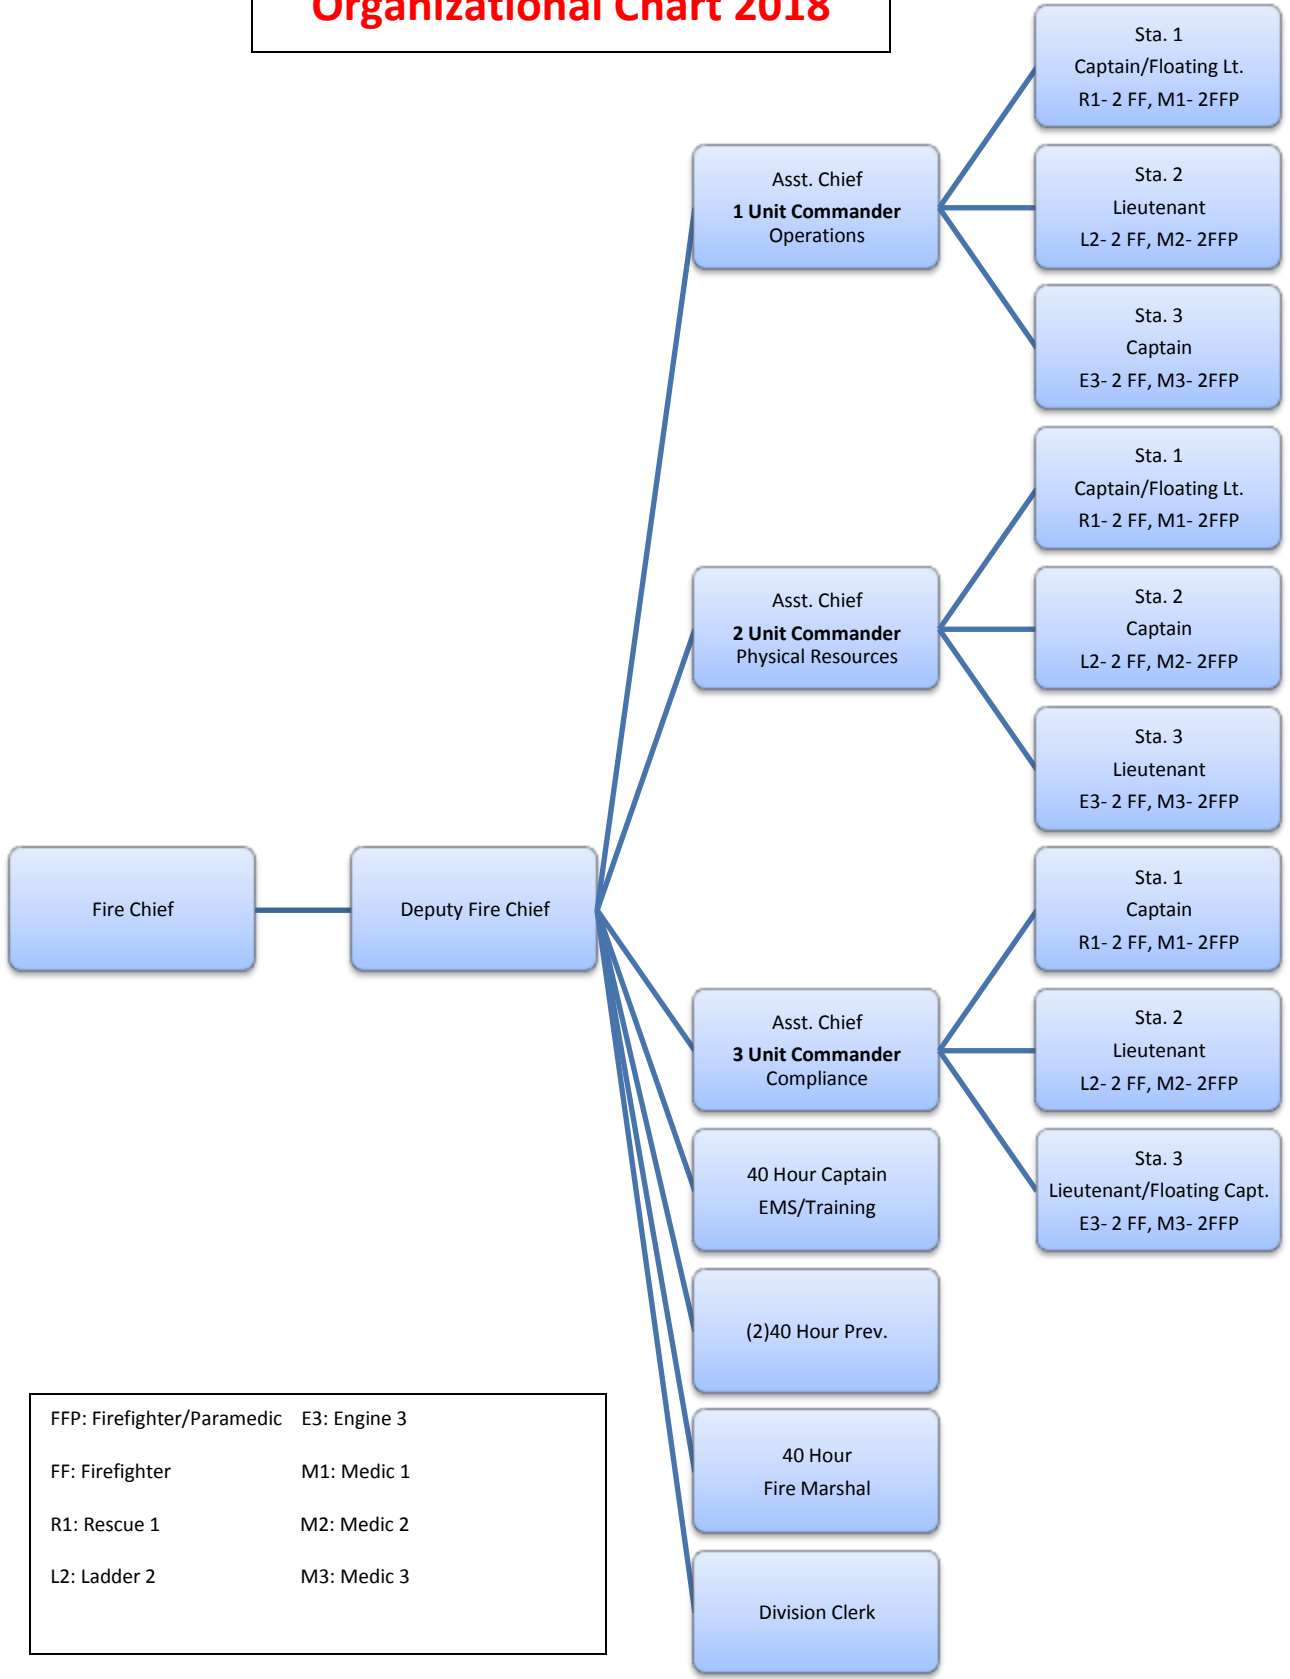 Organizational Chart 2018
Fire Chief
Deputy Fire Chief
Asst. Chief
1 Unit Commander
Operations
Sta. 1
Captain/Floating Lt.
R1- 2 FF, M1- 2FFP
Sta. 2
Lieutenant
L2- 2 FF, M2- 2FFP
Sta. 3
Captain
E3- 2 FF, M3- 2FFP
Asst. Chief
2 Unit Commander
Physical Resources
Sta. 1
Captain/Floating Lt.
R1- 2 FF, M1- 2FFP
Sta. 2
Captain
L2- 2 FF, M2- 2FFP
Sta. 3
Lieutenant
E3- 2 FF, M3- 2FFP
Asst. Chief
3 Unit Commander
Compliance
Sta. 1
Captain
R1- 2 FF, M1- 2FFP
Sta. 2
Lieutenant
L2- 2 FF, M2- 2FFP
Sta. 3
Lieutenant/Floating Capt.
E3- 2 FF, M3- 2FFP
40 Hour Captain
EMS/Training
(2)40 Hour Prev.
40 Hour
Fire Marshal
Division Clerk
FFP: Firefighter/Paramedic E3: Engine 3
FF: Firefighter M1: Medic 1
R1: Rescue 1 M2: Medic 2
L2: Ladder 2 M3: Medic 3